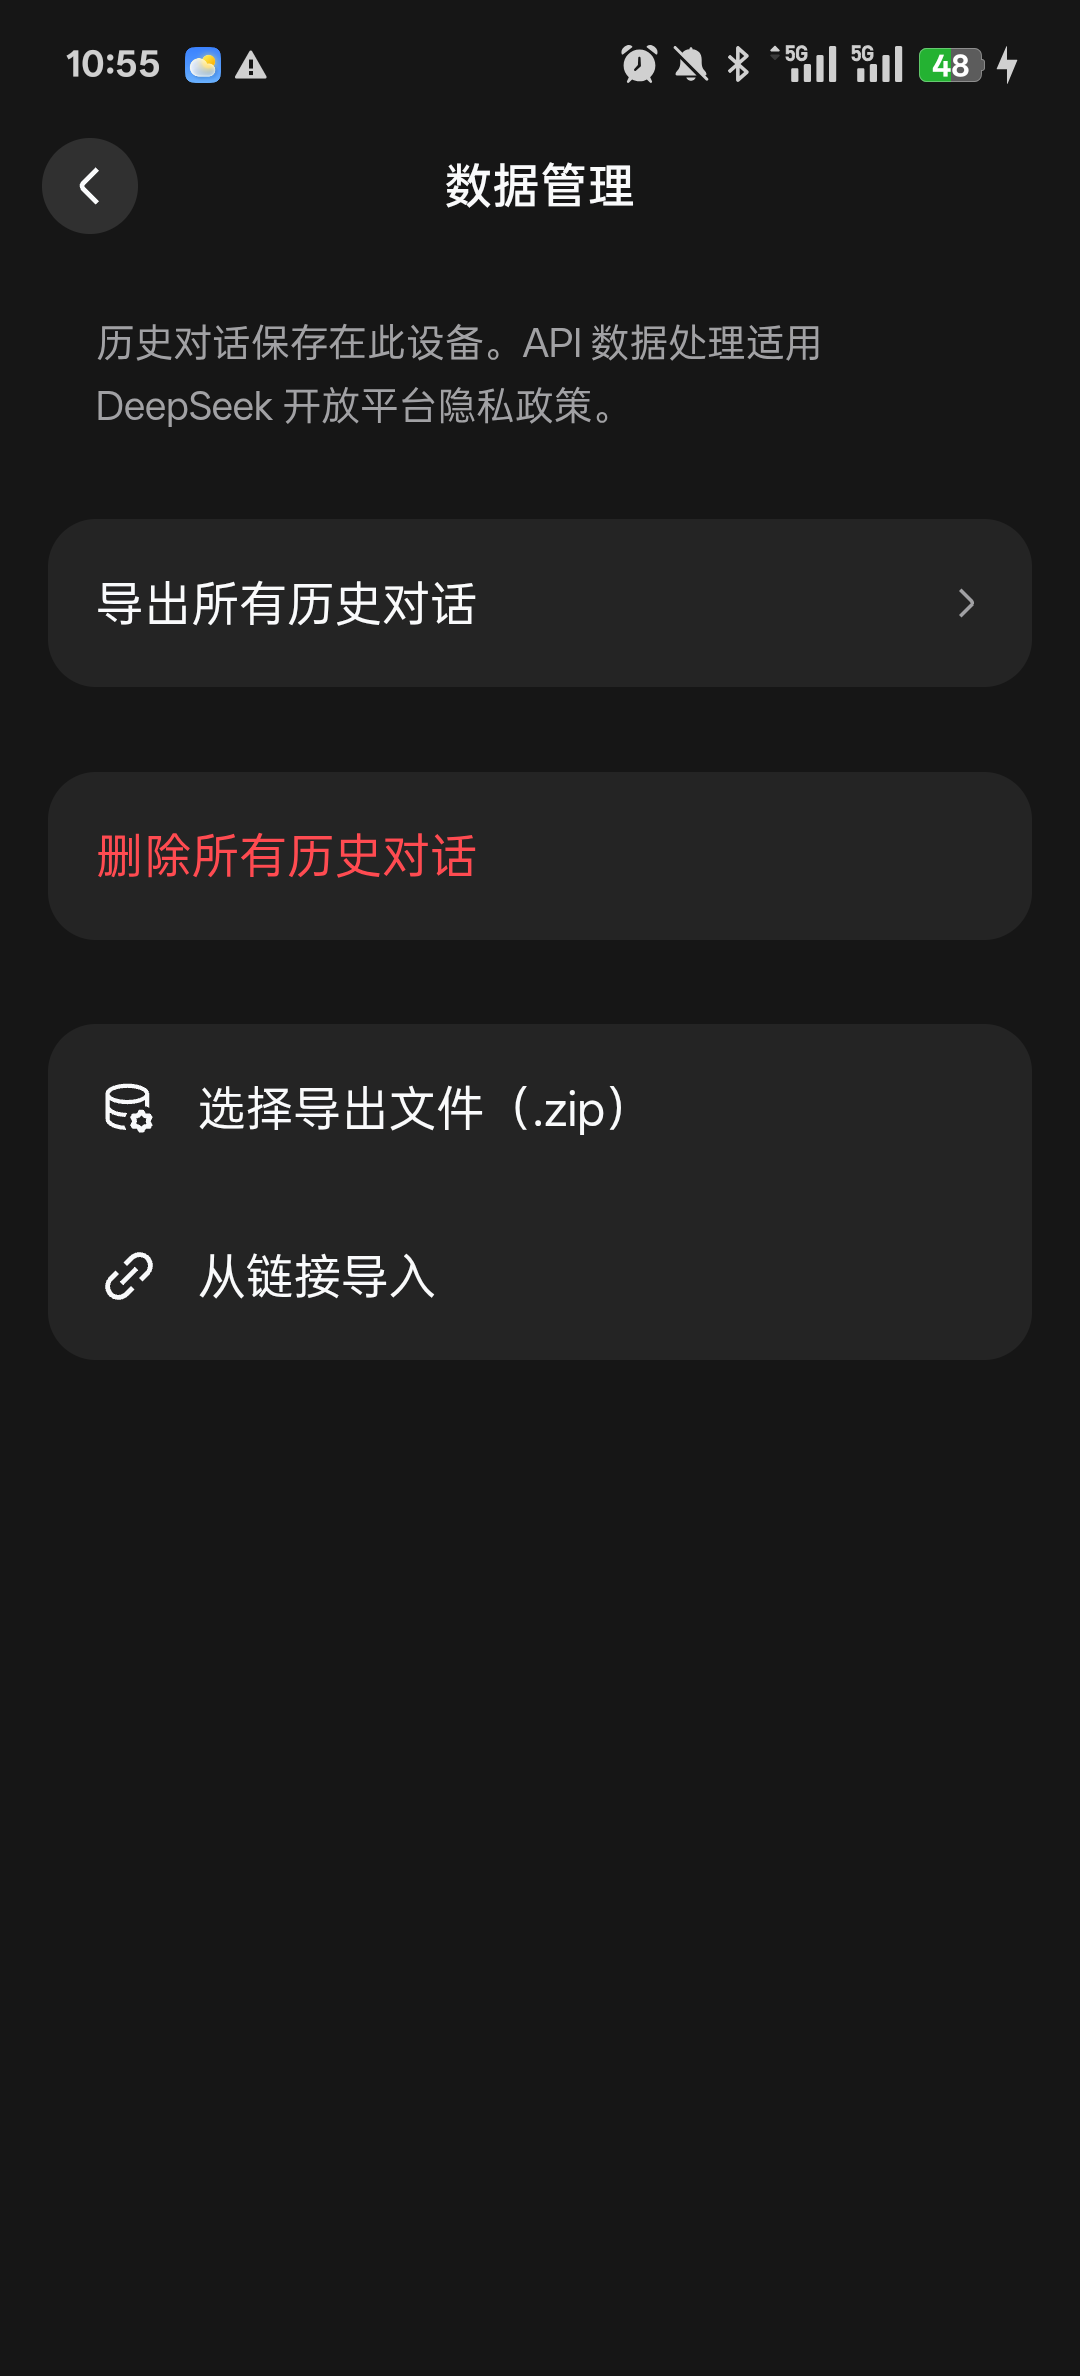 10:55
5G 5G 48
数据管理
历史对话保存在此设备。API 数据处理适用
DeepSeek 开放平台隐私政策。
导出所有历史对话
删除所有历史对话
选择导出文件（.zip）
从链接导入